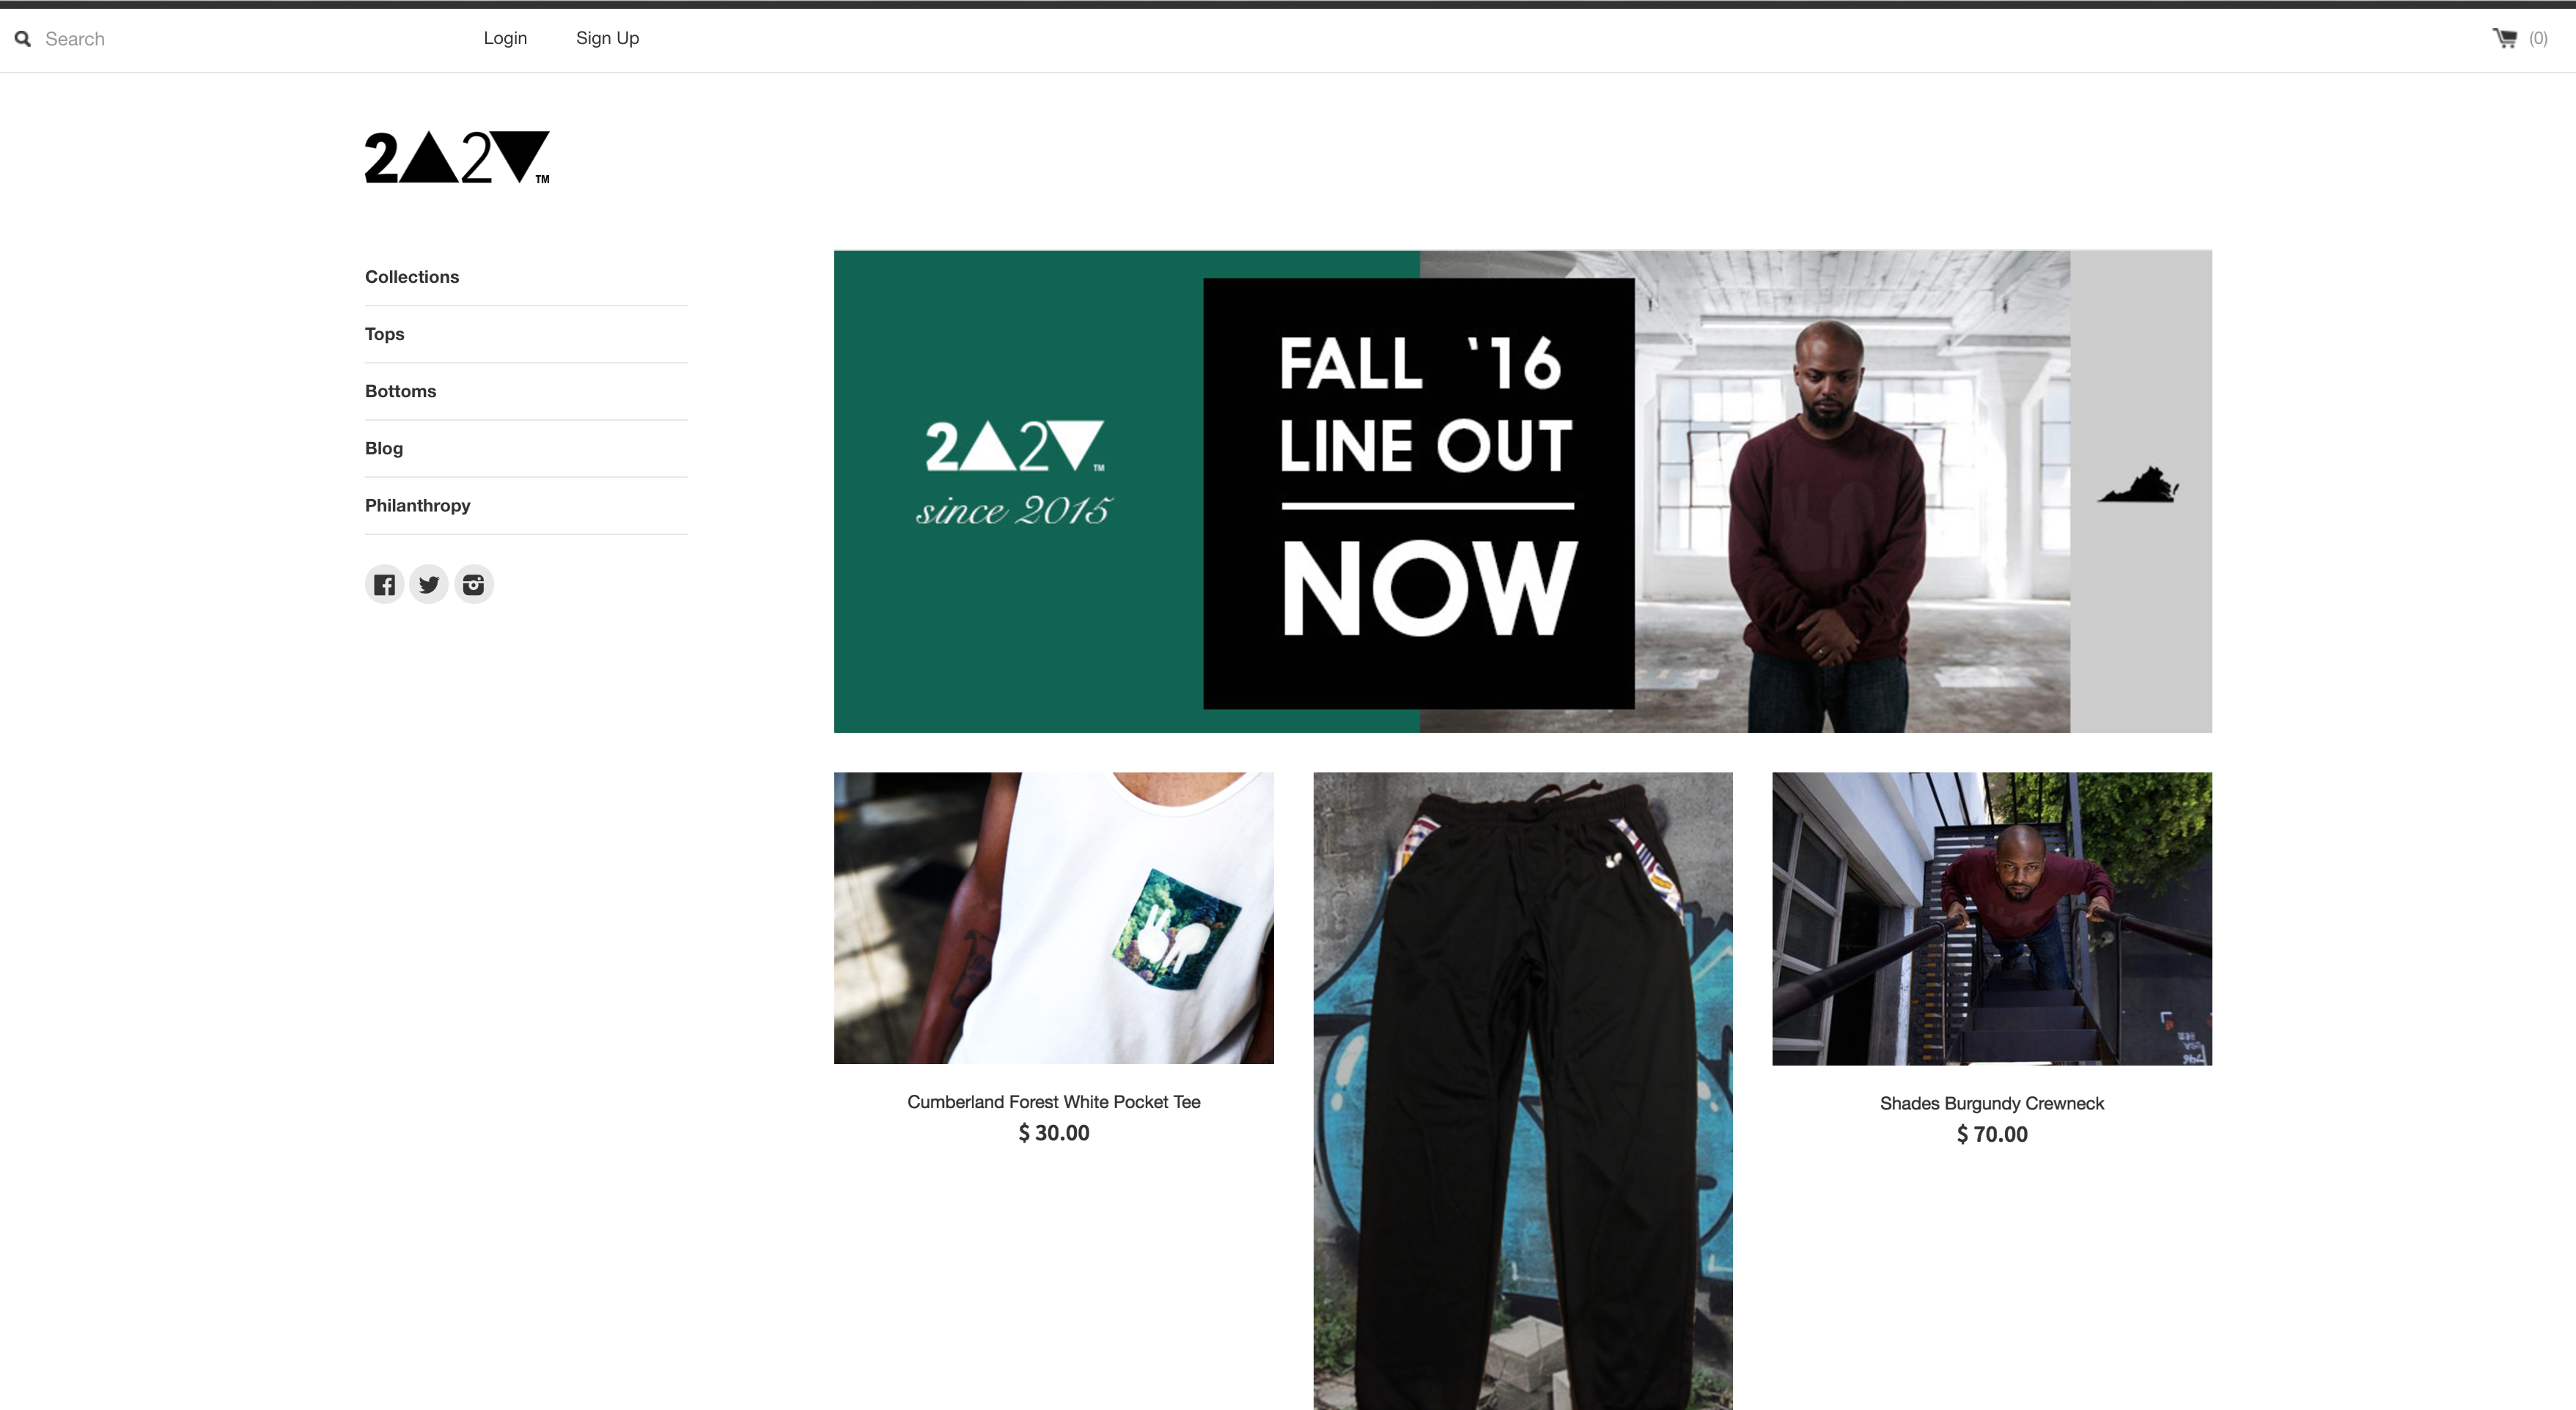 Search
Login
Sign Up
(0)
2▲2▼™
Collections
Tops
Bottoms
Blog
Philanthropy
2▲2▼™
since 2015
FALL '16
LINE OUT
NOW
Cumberland Forest White Pocket Tee
$ 30.00
Shades Burgundy Crewneck
$ 70.00